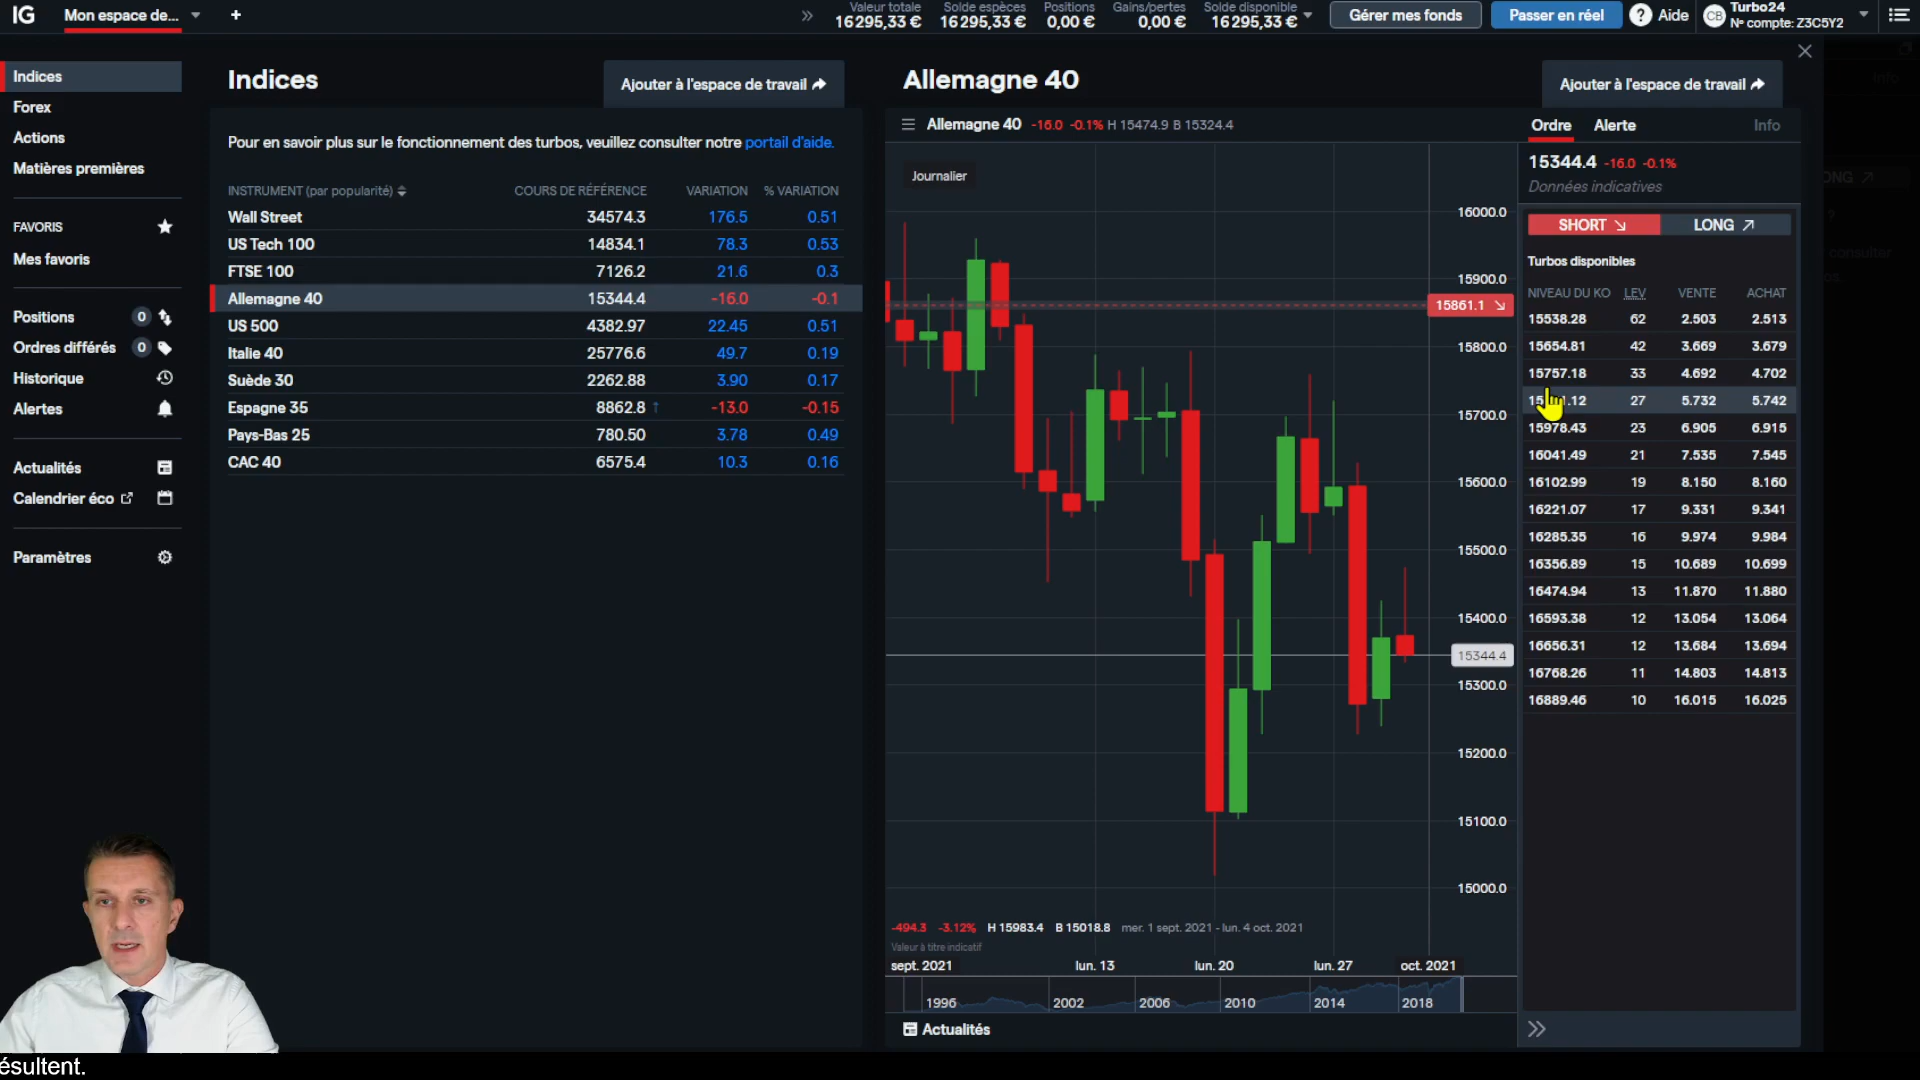 IG
Mon espace de...
+
Valeur totale
16 295,33 €
Solde espèces
16 295,33 €
Positions
0,00 €
Gains/pertes
0,00 €
Solde disponible
16 295,33 €
Gérer mes fonds
Passer en réel
? Aide
CB
Turbo24
Nº compte: Z3C5Y2
Indices
Forex
Actions
Matières premières
FAVORIS
Mes favoris
Positions 0
Ordres différés 0
Historique
Alertes
Actualités
Calendrier éco
Paramètres
Indices
Ajouter à l'espace de travail
Pour en savoir plus sur le fonctionnement des turbos, veuillez consulter notre portail d'aide.
INSTRUMENT (par popularité) COURS DE RÉFÉRENCE VARIATION % VARIATION
Wall Street 34574.3 176.5 0.51
US Tech 100 14834.1 78.3 0.53
FTSE 100 7126.2 21.6 0.3
Allemagne 40 15344.4 -16.0 -0.1
US 500 4382.97 22.45 0.51
Italie 40 25776.6 49.7 0.19
Suède 30 2262.88 3.90 0.17
Espagne 35 8862.8 -13.0 -0.15
Pays-Bas 25 780.50 3.78 0.49
CAC 40 6575.4 10.3 0.16
Allemagne 40
Ajouter à l'espace de travail
Allemagne 40 -16.0 -0.1% H 15474.9 B 15324.4
Journalier
16000.0
15900.0
15861.1
15800.0
15700.0
15600.0
15500.0
15400.0
15344.4
15300.0
15200.0
15100.0
15000.0
-494.3 -3.12% H 15983.4 B 15018.8 mer. 1 sept. 2021 - lun. 4 oct. 2021
Valeur à titre indicatif
sept. 2021 lun. 13 lun. 20 lun. 27 oct. 2021
1996 2002 2006 2010 2014 2018
Actualités
Ordre Alerte Info
15344.4 -16.0 -0.1%
Données indicatives
SHORT LONG
Turbos disponibles
NIVEAU DU KO LEV VENTE ACHAT
15538.28 62 2.503 2.513
15654.81 42 3.669 3.679
15757.18 33 4.692 4.702
27 5.732 5.742
15978.43 23 6.905 6.915
16041.49 21 7.535 7.545
16102.99 19 8.150 8.160
16221.07 17 9.331 9.341
16285.35 16 9.974 9.984
16356.89 15 10.689 10.699
16474.94 13 11.870 11.880
16593.38 12 13.054 13.064
16656.31 12 13.684 13.694
16768.26 11 14.803 14.813
16889.46 10 16.015 16.025
Info
ONG
consulter
ésultent.